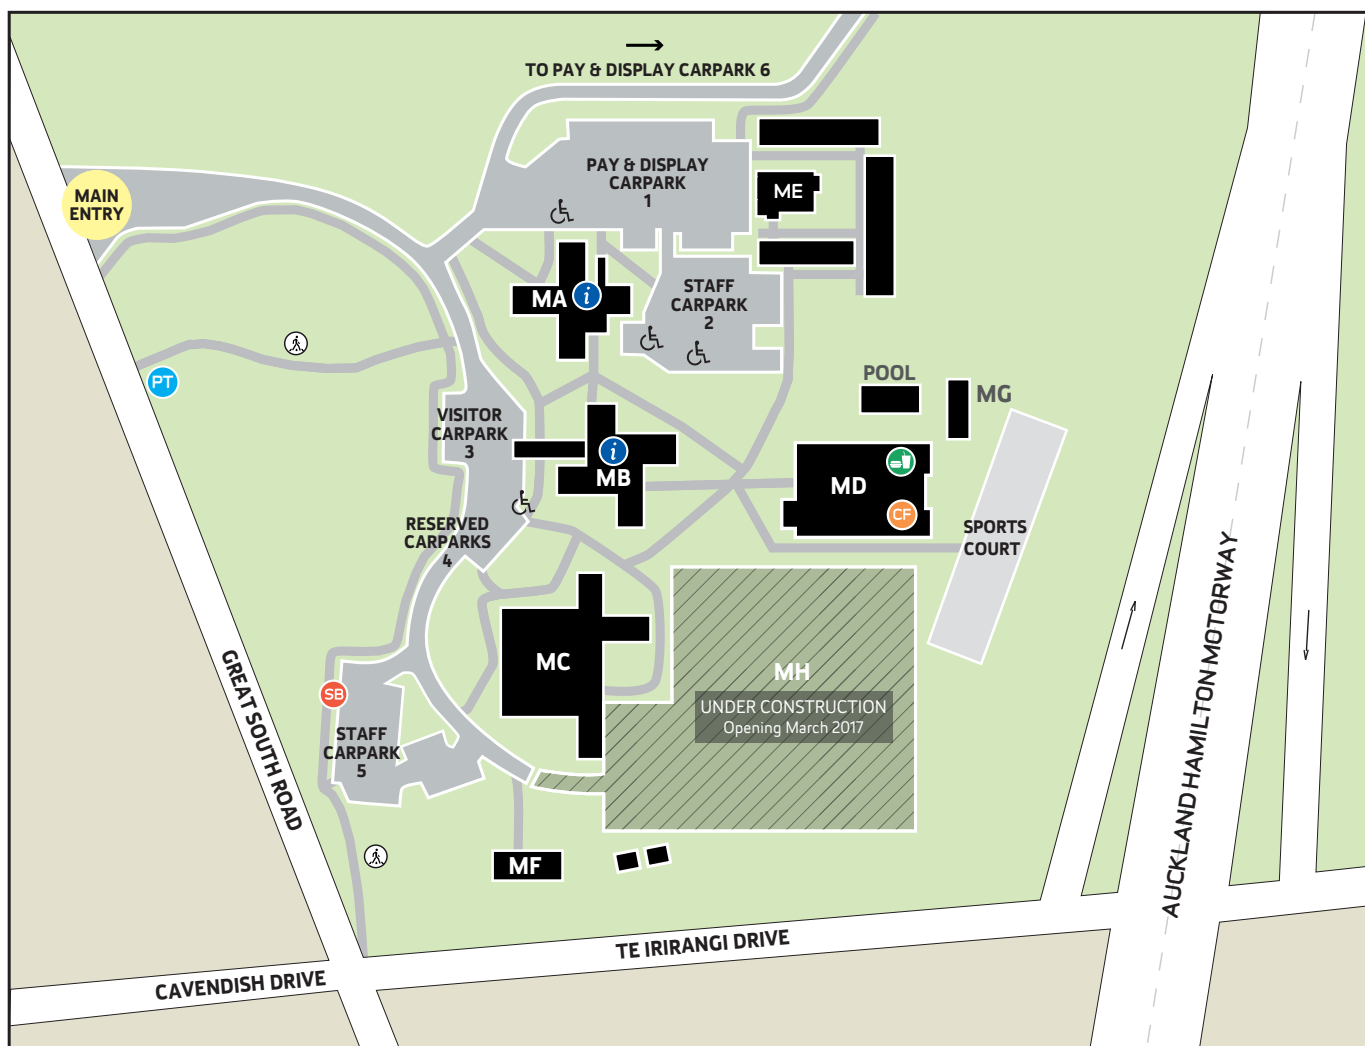 TO PAY & DISPLAY CARPARK 6
MAIN
ENTRY
PAY & DISPLAY
CARPARK
1
ME
MA
i
STAFF
CARPARK
2
PT
POOL
MG
VISITOR
CARPARK
3
i
MB
MD
CF
RESERVED
CARPARKS
4
SPORTS
COURT
MC
MH
UNDER CONSTRUCTION
Opening March 2017
SB
STAFF
CARPARK
5
GREAT SOUTH ROAD
AUCKLAND HAMILTON MOTORWAY
MF
TE IRIRANGI DRIVE
CAVENDISH DRIVE